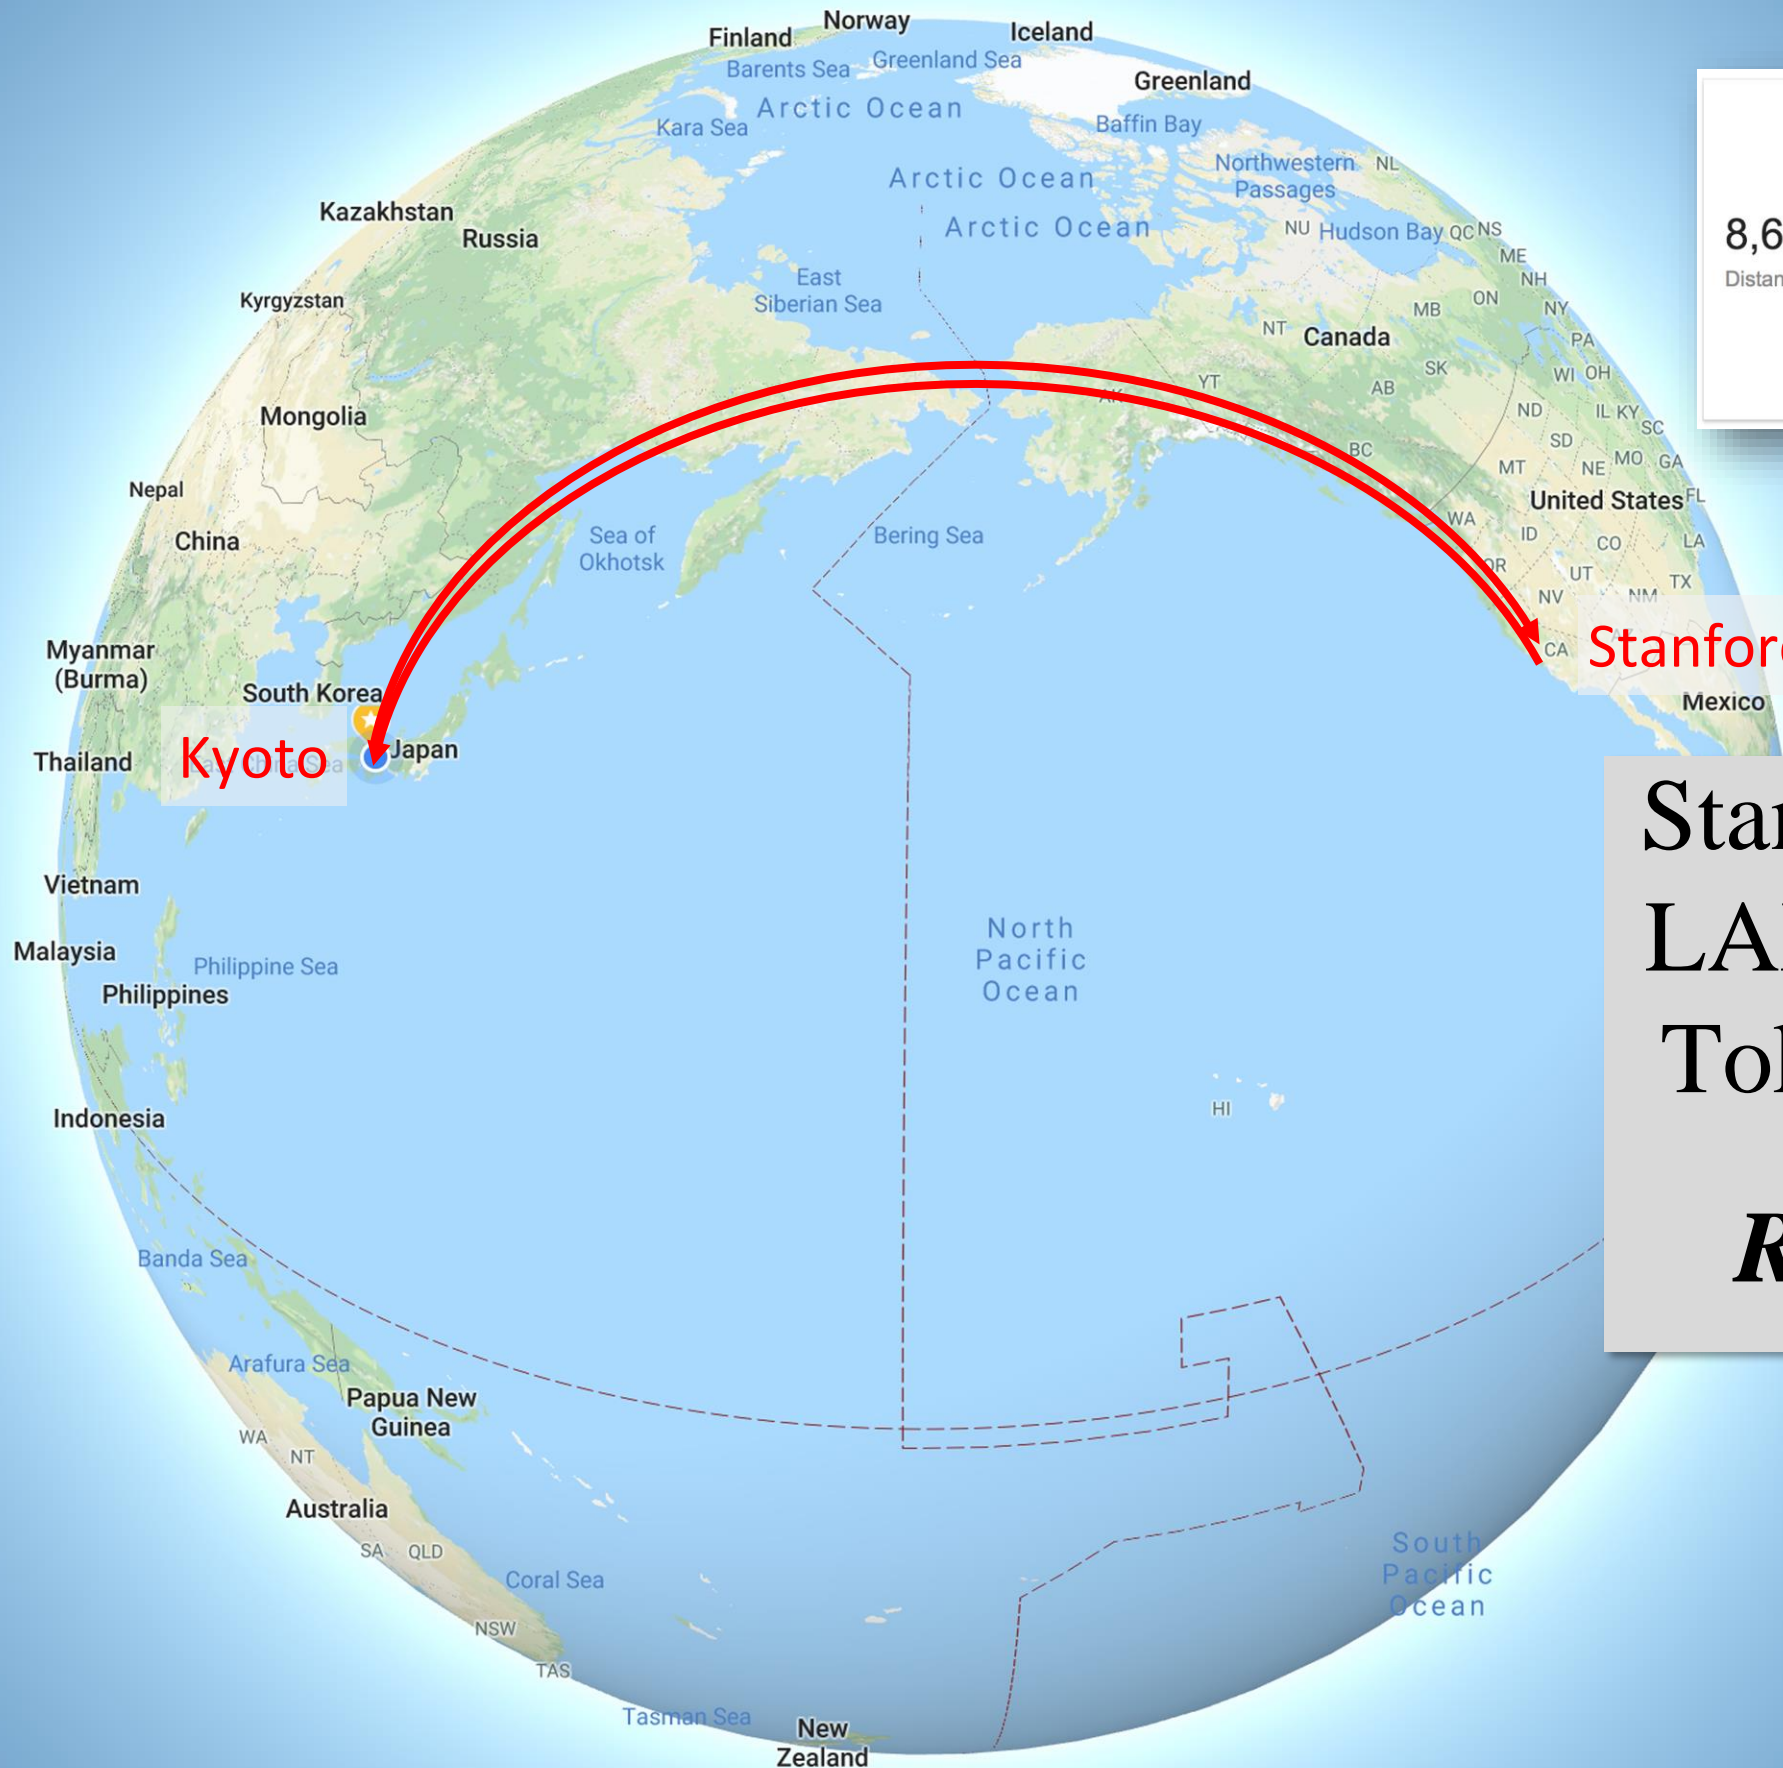 Norway
Finland
Iceland
Barents Sea
Greenland Sea
Greenland
Arctic Ocean
Kara Sea
Baffin Bay
Arctic Ocean
Northwestern
Passages
NL
Arctic Ocean
NU
Hudson Bay
QC
NS
Kazakhstan
Russia
ME
NH
East
Siberian Sea
Kyrgyzstan
MB
ON
NY
NT
Canada
PA
SK
WI
OH
YT
AB
AK
Mongolia
ND
IL
KY
SC
BC
SD
MT
NE
MO
GA
Nepal
United States
FL
China
WA
ID
CO
LA
Sea of
Okhotsk
Bering Sea
OR
UT
TX
NV
NM
Myanmar
(Burma)
CA
Mexico
South Korea
Japan
Kyoto
East China Sea
Thailand
8,6
Vietnam
North
Pacific
Ocean
Malaysia
Philippine Sea
Philippines
HI
Indonesia
Banda Sea
Arafura Sea
Papua New
Guinea
WA
NT
Australia
SA
QLD
Coral Sea
South
Pacific
Ocean
NSW
TAS
Tasman Sea
New
Zealand